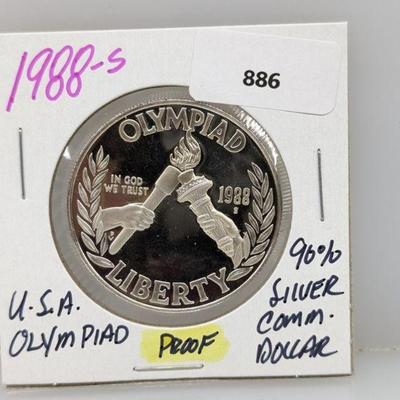 1988-S
886
OLYMPIAD
IN GOD
WE TRUST
1988
S
LIBERTY
U.S.A.
OLYMPIAD
PROOF
90%
SILVER
COMM.
DOLLAR